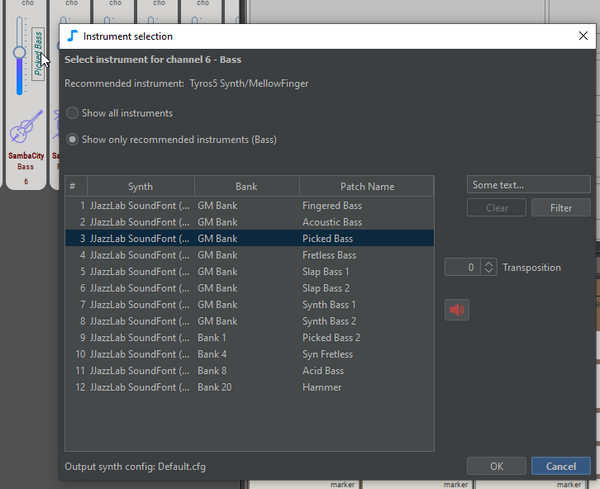 cho
cho
cho
Picked Bass
SambaCity
Bass
6
Instrument selection
Select instrument for channel 6 - Bass
Recommended instrument: Tyros5 Synth/MellowFinger
Show all instruments
Show only recommended instruments (Bass)
# Synth Bank Patch Name
1 JJazzLab SoundFont (... GM Bank Fingered Bass
2 JJazzLab SoundFont (... GM Bank Acoustic Bass
3 JJazzLab SoundFont (... GM Bank Picked Bass
4 JJazzLab SoundFont (... GM Bank Fretless Bass
5 JJazzLab SoundFont (... GM Bank Slap Bass 1
6 JJazzLab SoundFont (... GM Bank Slap Bass 2
7 JJazzLab SoundFont (... GM Bank Synth Bass 1
8 JJazzLab SoundFont (... GM Bank Synth Bass 2
9 JJazzLab SoundFont (... Bank 1 Picked Bass 2
10 JJazzLab SoundFont (... Bank 4 Syn Fretless
11 JJazzLab SoundFont (... Bank 8 Acid Bass
12 JJazzLab SoundFont (... Bank 20 Hammer
Some text...
Clear Filter
0 Transposition
Output synth config: Default.cfg
OK Cancel
marker marker marker